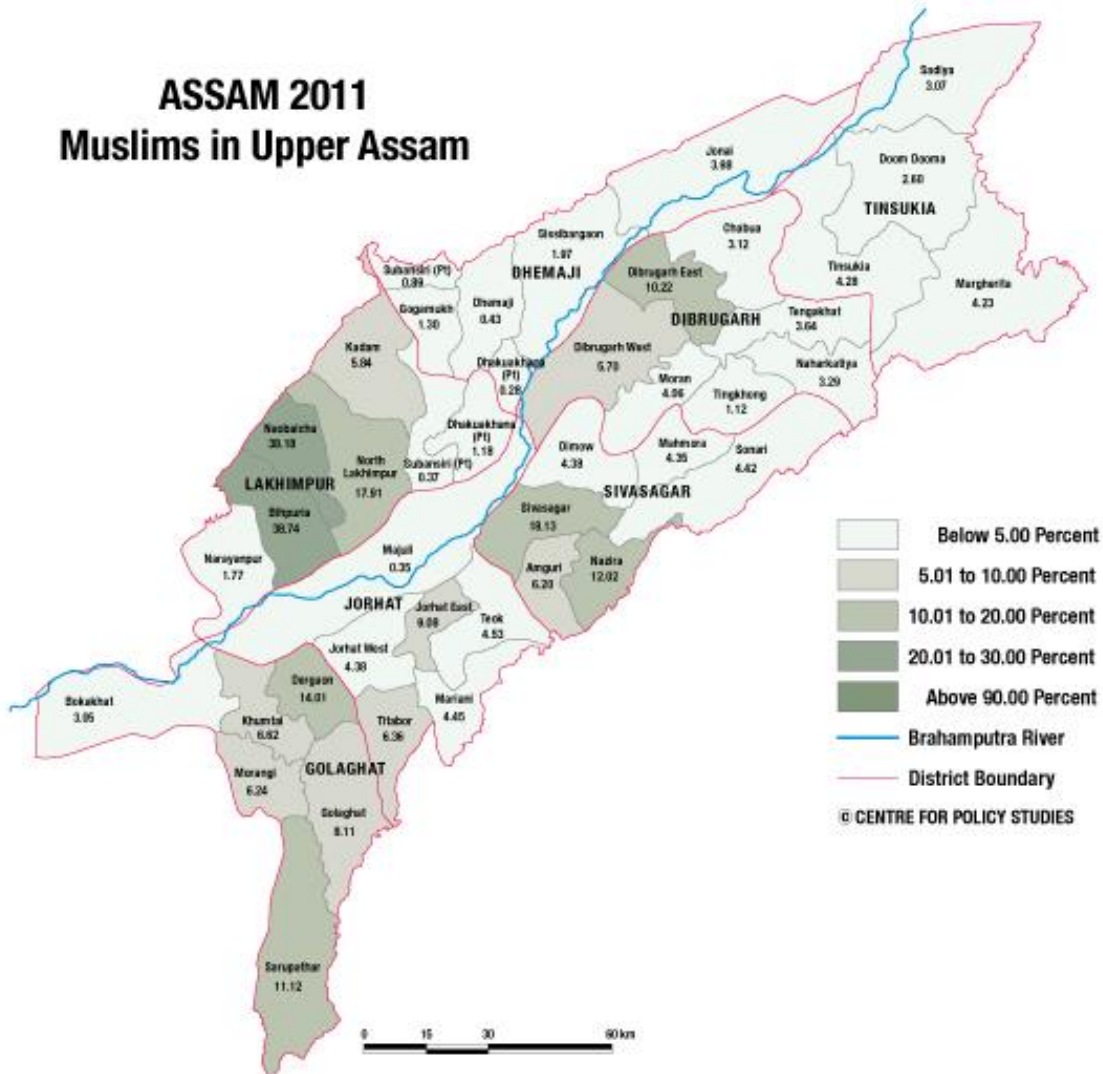 ASSAM 2011
Muslims in Upper Assam
Sadiya
3.07
Jonai
3.98
Doom Dooma
2.60
TINSUKIA
Chabua
3.12
Sissibargaon
1.97
DHEMAJI
Subansiri (Pt)
0.89
Gogamukh
1.30
Dhemaji
0.43
Dibrugarh East
10.22
DIBRUGARH
Tinsukia
4.28
Margherita
4.23
Tengakhat
3.64
Kadam
5.84
Dibrugarh West
5.70
Naharkatiya
3.29
Dhakuakhana
(Pt)
0.28
Moran
4.96
Tingkhong
1.12
Dhakuakhana
(Pt)
1.18
Naobaicha
LAKHIMPUR
North
Lakhimpur
17.91
Subansiri (Pt)
0.37
Bihpuria
38.74
Dimow
4.38
Mahmora
4.35
Sonari
4.42
SIVASAGAR
Sivasagar
Narayanpur
1.77
Majuli
0.35
Amguri
6.20
Nazira
12.02
JORHAT
Jorhat East
9.08
Teok
4.53
Jorhat West
4.38
Bokakhat
3.05
Dergaon
14.01
Mariani
4.45
Khumtai
6.62
Titabor
6.36
Morangi
6.24
GOLAGHAT
Golaghat
8.11
Sarupathar
11.12
Below 5.00 Percent
5.01 to 10.00 Percent
10.01 to 20.00 Percent
20.01 to 30.00 Percent
Above 90.00 Percent
Brahamputra River
District Boundary
© CENTRE FOR POLICY STUDIES
0 15 30 60 km